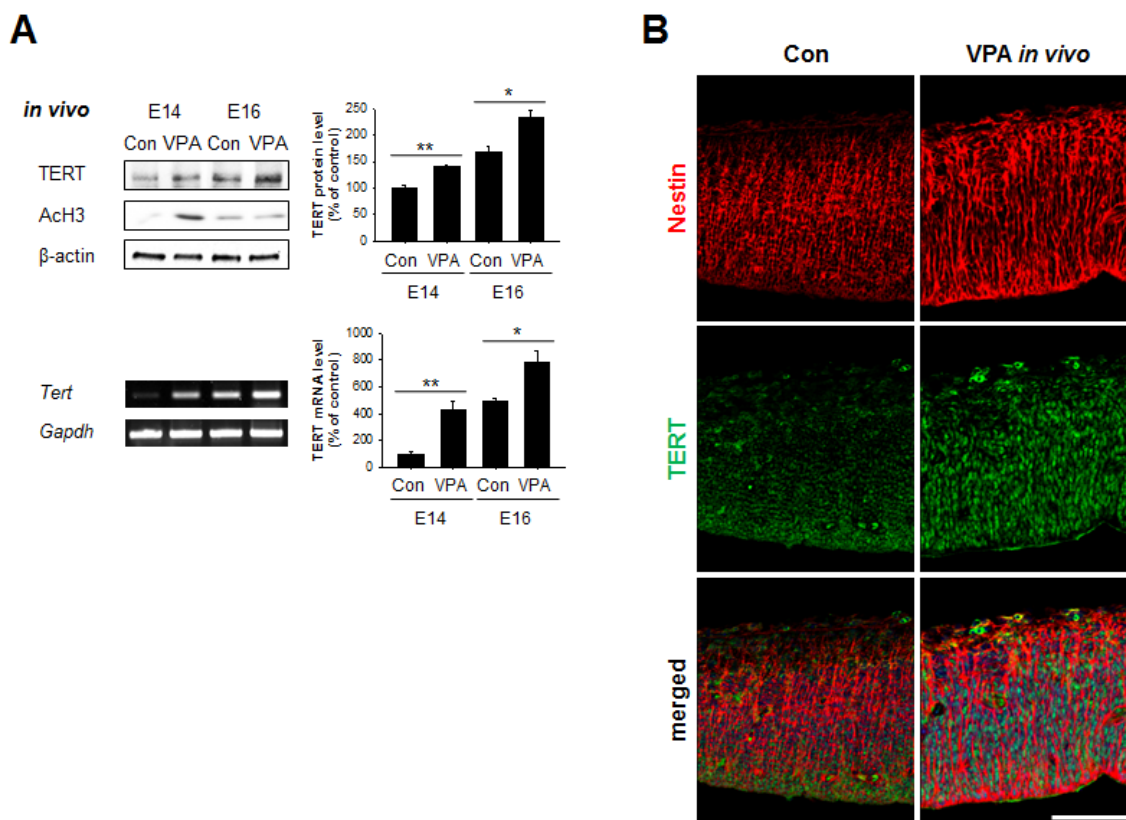 A
in vivo
E14 E16
Con VPA Con VPA
TERT
AcH3
β-actin
TERT protein level
(% of control)
250
200
150
100
50
0
**
*
Con VPA Con VPA
E14 E16
Tert
Gapdh
TERT mRNA level
(% of control)
1000
800
600
400
200
0
**
*
Con VPA Con VPA
E14 E16
B
Con VPA in vivo
Nestin
TERT
merged